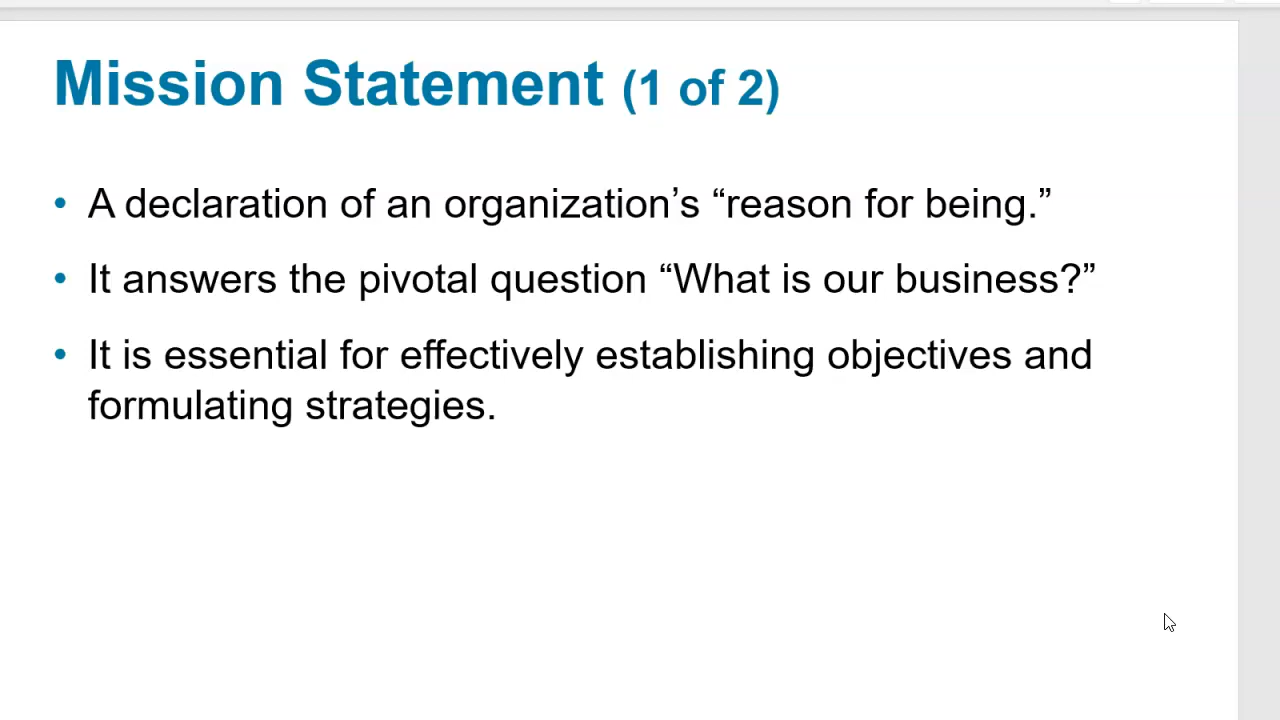 Mission Statement (1 of 2)
• A declaration of an organization’s “reason for being.”
• It answers the pivotal question “What is our business?”
• It is essential for effectively establishing objectives and
formulating strategies.